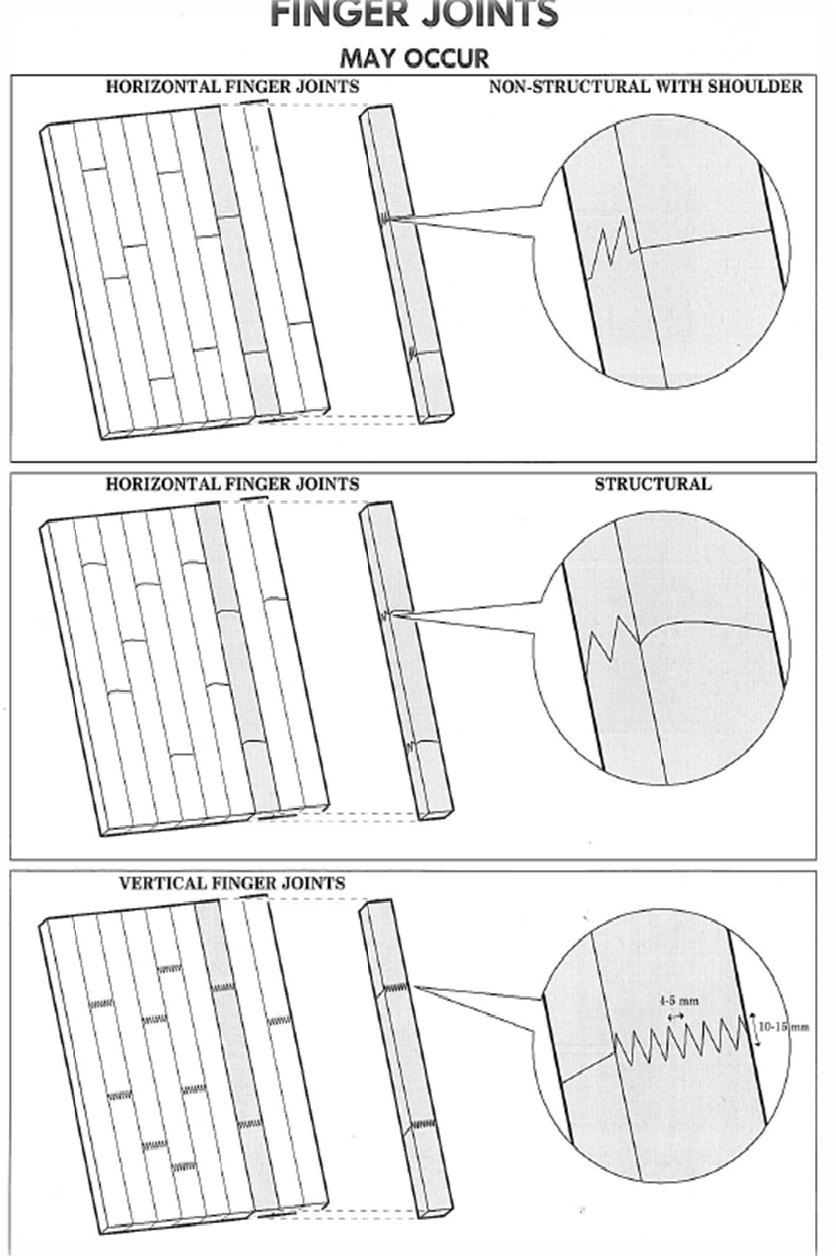 FINGER JOINTS
MAY OCCUR
HORIZONTAL FINGER JOINTS
NON-STRUCTURAL WITH SHOULDER
HORIZONTAL FINGER JOINTS
STRUCTURAL
VERTICAL FINGER JOINTS
4-5 mm
10-15 mm